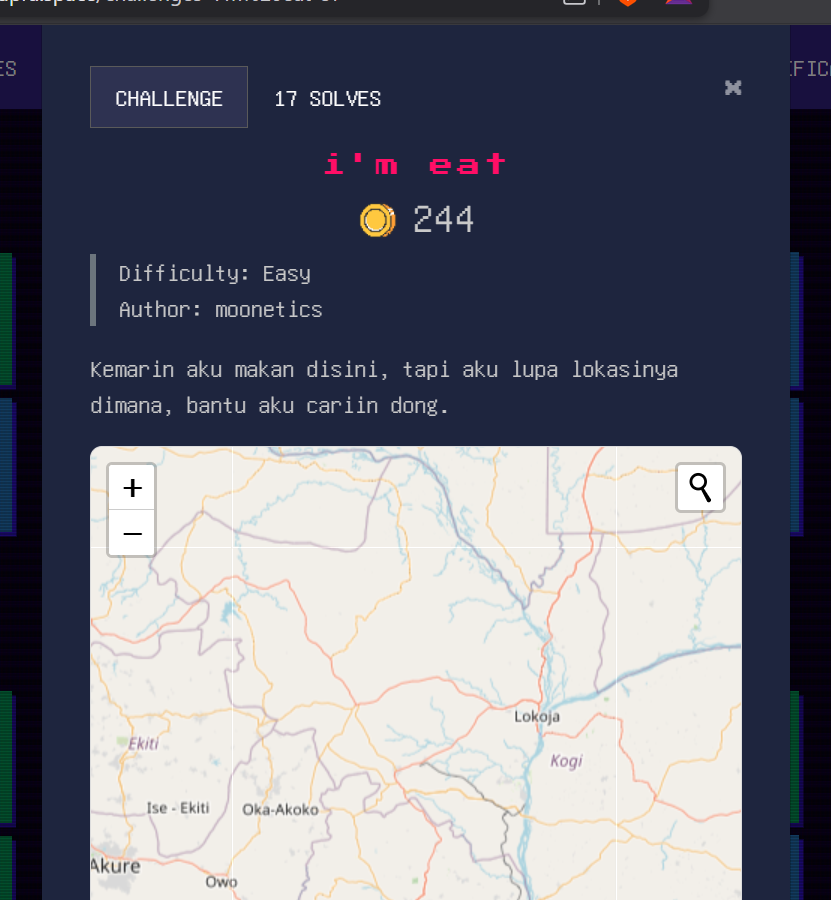 ES
CHALLENGE
17 SOLVES
i'm eat
244
Difficulty: Easy
Author: moonetics
Kemarin aku makan disini, tapi aku lupa lokasinya
dimana, bantu aku cariin dong.
+
−
Lokoja
Ekiti
Kogi
Ise - Ekiti
Oka-Akoko
Akure
Owo